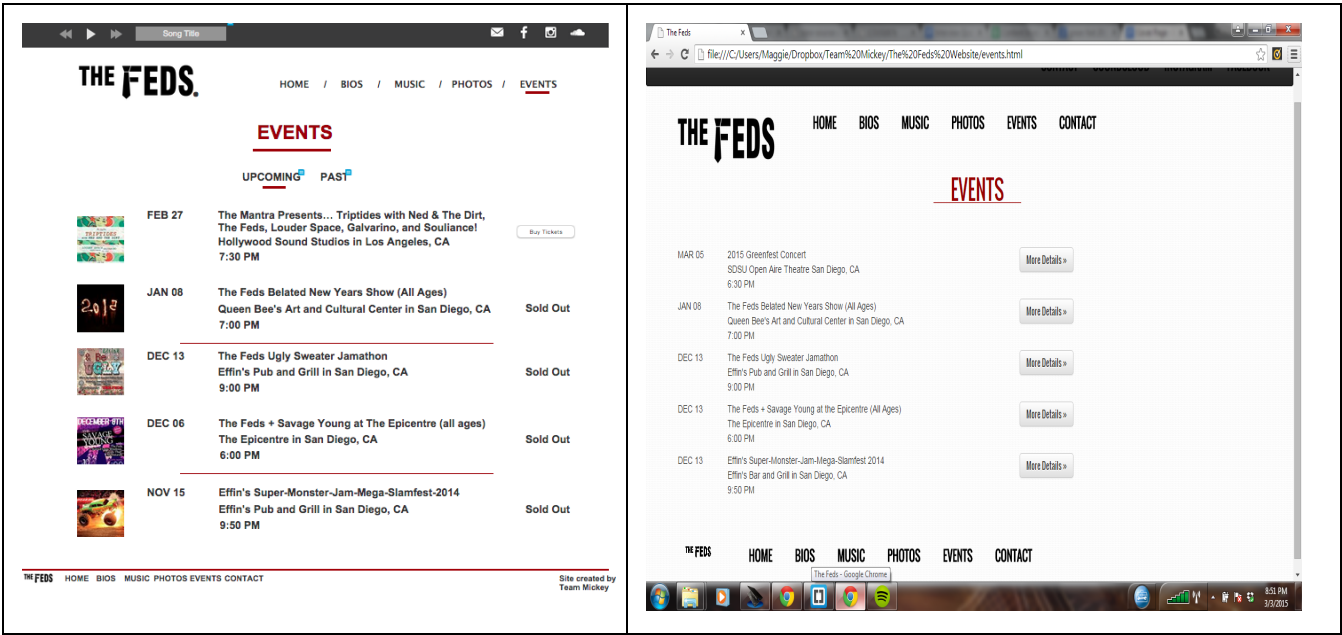 Song Title
THE FEDS.
HOME / BIOS / MUSIC / PHOTOS / EVENTS
EVENTS
UPCOMING PAST
FEB 27
The Mantra Presents... Triptides with Ned & The Dirt,
The Feds, Louder Space, Galvarino, and Souliance!
Hollywood Sound Studios in Los Angeles, CA
7:30 PM
Buy Tickets
TRIPTIDES
JAN 08
The Feds Belated New Years Show (All Ages)
Queen Bee's Art and Cultural Center in San Diego, CA
7:00 PM
Sold Out
DEC 13
The Feds Ugly Sweater Jamathon
Effin's Pub and Grill in San Diego, CA
9:00 PM
Sold Out
& Be
UGLY
DEC 06
The Feds + Savage Young at The Epicentre (all ages)
The Epicentre in San Diego, CA
6:00 PM
Sold Out
DECEMBER 6TH
SAVAGE
YOUNG
NOV 15
Effin's Super-Monster-Jam-Mega-Slamfest-2014
Effin's Pub and Grill in San Diego, CA
9:50 PM
Sold Out
THE FEDS HOME BIOS MUSIC PHOTOS EVENTS CONTACT
Site created by
Team Mickey
The Feds
file:///C:/Users/Maggie/Dropbox/Team%20Mickey/The%20Feds%20Website/events.html
THE FEDS
HOME BIOS MUSIC PHOTOS EVENTS CONTACT
EVENTS
MAR 05
2015 Greenfest Concert
SDSU Open Aire Theatre San Diego, CA
6:30 PM
More Details »
JAN 08
The Feds Belated New Years Show (All Ages)
Queen Bee's Art and Cultural Center in San Diego, CA
7:00 PM
More Details »
DEC 13
The Feds Ugly Sweater Jamathon
Effin's Pub and Grill in San Diego, CA
9:00 PM
More Details »
DEC 13
The Feds + Savage Young at the Epicentre (All Ages)
The Epicentre in San Diego, CA
6:00 PM
More Details »
DEC 13
Effin's Super-Monster-Jam-Mega-Slamfest 2014
Effin's Bar and Grill in San Diego, CA
9:50 PM
More Details »
THE FEDS HOME BIOS MUSIC PHOTOS EVENTS CONTACT
The Feds - Google Chrome
8:51 PM
3/3/2015